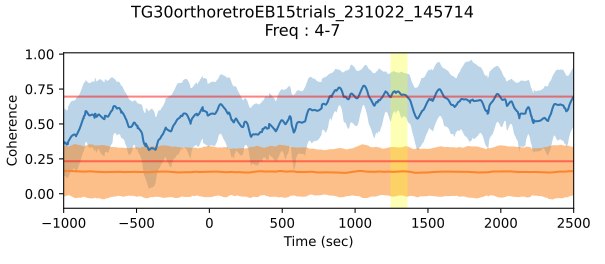 TG30orthoretroEB15trials_231022_145714
Freq : 4-7
1.00
0.75
0.50
0.25
0.00
Coherence
−1000 −500 0 500 1000 1500 2000 2500
Time (sec)